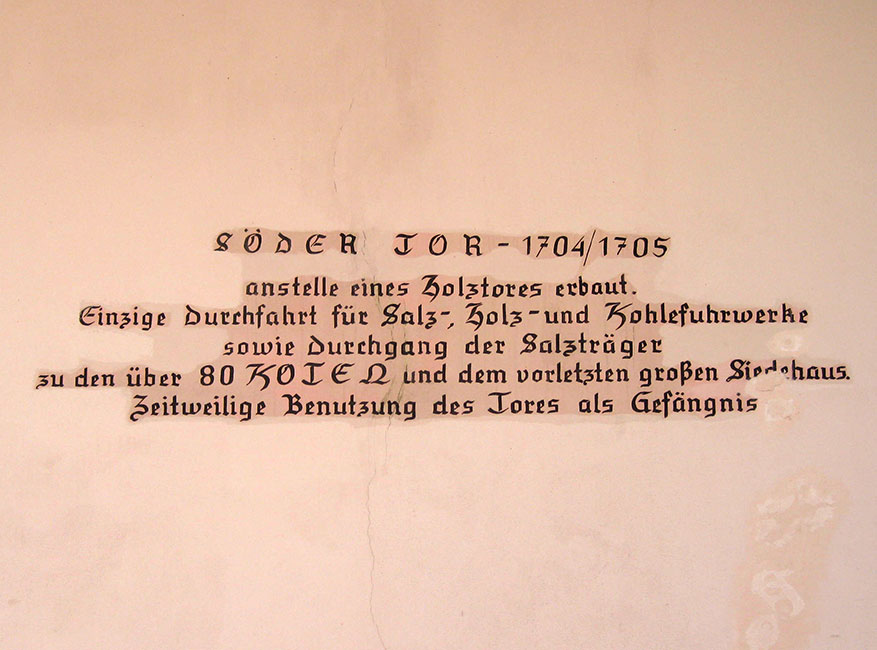 SÖDER TOR - 1704/1705
anstelle eines Holztores erbaut.
Einzige Durchfahrt für Salz-, Holz- und Kohlefuhrwerke
sowie Durchgang der Salzträger
zu den über 80 KOTEN und dem vorletzten großen Siedehaus.
Zeitweilige Benutzung des Tores als Gefängnis